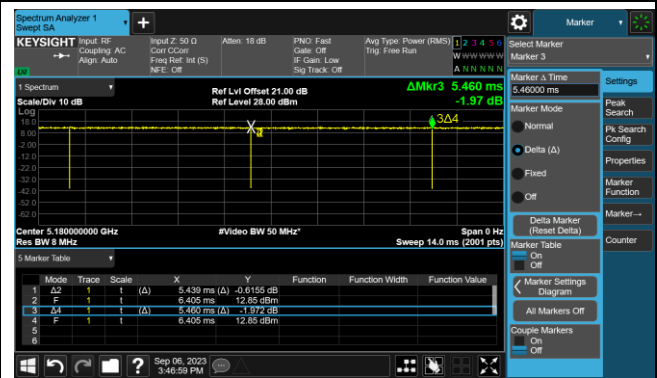 Spectrum Analyzer 1
Swept SA
Marker
KEYSIGHT
Input: RF
Coupling: AC
Align: Auto
Input Z: 50 Ω
Corr CCorr
Freq Ref: Int (S)
NFE: Off
Atten: 18 dB
PNO: Fast
Gate: Off
IF Gain: Low
Sig Track: Off
Avg Type: Power (RMS)
Trig: Free Run
1 2 3 4 5 6
W W W W W W
A N N N N N
Select Marker
Marker 3
1 Spectrum
Scale/Div 10 dB
Ref Lvl Offset 21.00 dB
Ref Level 28.00 dBm
ΔMkr3 5.460 ms
-1.97 dB
Log
18.0
8.00
-2.00
-12.0
-22.0
-32.0
-42.0
-52.0
-62.0
3Δ4
Center 5.180000000 GHz
Res BW 8 MHz
#Video BW 50 MHz*
Span 0 Hz
Sweep 14.0 ms (2001 pts)
5 Marker Table
Mode Trace Scale X Y Function Function Width Function Value
1 Δ2 1 t (Δ) 5.439 ms (Δ) -0.6155 dB
2 F 1 t 6.405 ms 12.85 dBm
3 Δ4 1 t (Δ) 5.460 ms (Δ) -1.972 dB
4 F 1 t 6.405 ms 12.85 dBm
5
6
Marker Δ Time
5.46000 ms
Marker Mode
Normal
Delta (Δ)
Fixed
Off
Delta Marker
(Reset Delta)
Marker Table
On
Off
Marker Settings
Diagram
All Markers Off
Couple Markers
On
Off
Settings
Peak
Search
Pk Search
Config
Properties
Marker
Function
Marker→
Counter
Sep 06, 2023
3:46:59 PM